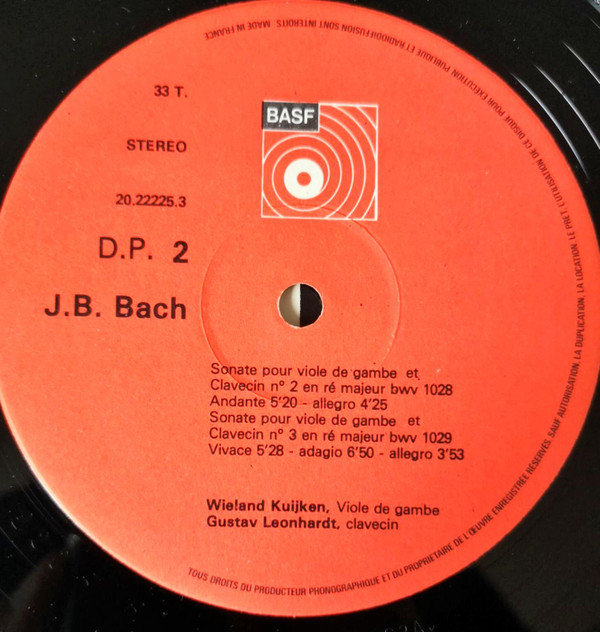 BASF
33 T.
STEREO
20.22225.3
D.P. 2
J.B. Bach
Sonate pour viole de gambe et
Clavecin n° 2 en ré majeur bwv 1028
Andante 5'20 - allegro 4'25
Sonate pour viole de gambe et
Clavecin n° 3 en ré majeur bwv 1029
Vivace 5'28 - adagio 6'50 - allegro 3'53
Wieland Kuijken, Viole de gambe
Gustav Leonhardt, clavecin
TOUS DROITS DU PRODUCTEUR PHONOGRAPHIQUE ET DU PROPRIETAIRE DE L'ŒUVRE ENREGISTREE RESERVES. SAUF AUTORISATION, LA DUPLICATION, LA LOCATION, LE PRET, L'UTILISATION DE CE DISQUE POUR EXECUTION PUBLIQUE ET RADIODIFFUSION SONT INTERDITS MADE IN FRANCE